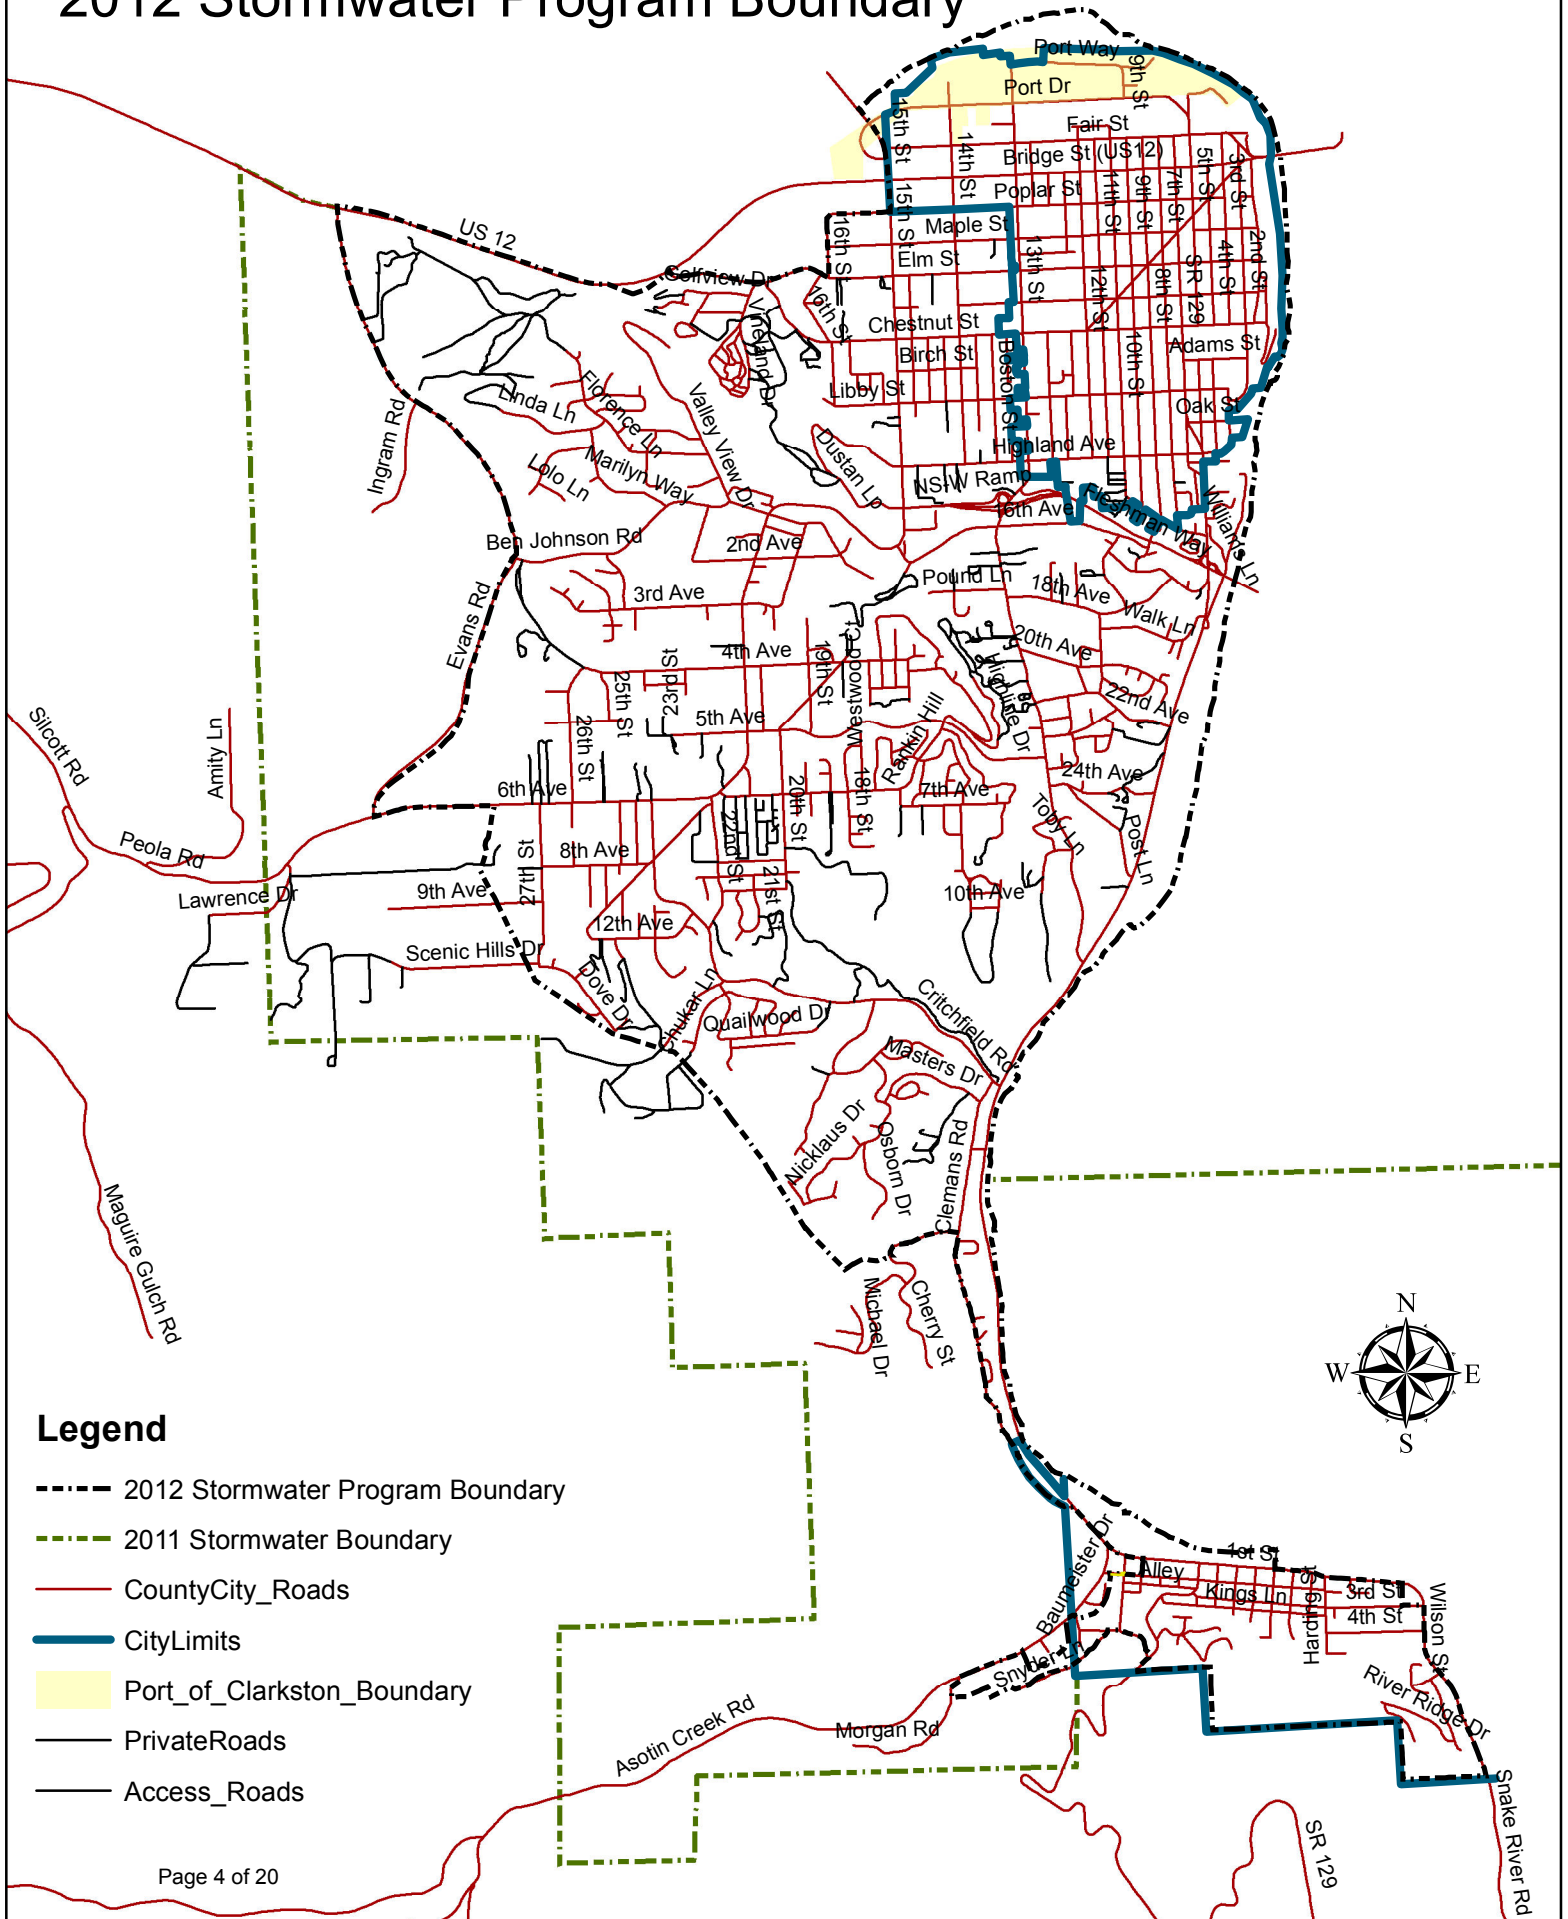 2012 Stormwater Program Boundary
Port Way
9th St
Port Dr
15th St
Fair St
14th St
Bridge St (US12)
5th St
3rd St
Poplar St
11th St
9th St
7th St
15th St
16th St
Maple St
US 12
Elm St
13th St
4th St
2nd St
SR 129
Golfview Dr
12th St
8th St
16th St
Vineland Dr
Chestnut St
Birch St
Boston St
10th St
Adams St
Libby St
Oak St
Linda Ln
Florence Ln
Valley View Dr
Ingram Rd
Dustan Lp
Highland Ave
Lolo Ln
Marilyn Way
NS-W Ramp
16th Ave
Fleshman Way
Williams Ln
Ben Johnson Rd
2nd Ave
Pound Ln
18th Ave
3rd Ave
Walk Ln
Evans Rd
4th Ave
19th St
Westwood Ct
20th Ave
Highline Dr
23rd St
25th St
22nd Ave
5th Ave
26th St
Rankin Hill
Silcott Rd
Amity Ln
24th Ave
6th Ave
20th St
18th St
7th Ave
Toby Ln
Post Ln
Peola Rd
8th Ave
22nd St
27th St
21st St
Lawrence Dr
9th Ave
10th Ave
12th Ave
Scenic Hills Dr
Dove Dr
Chukar Ln
Quailwood Dr
Critchfield Rd
Masters Dr
Nicklaus Dr
Osborn Dr
Clemans Rd
Maguire Gulch Rd
Michael Dr
Cherry St
N
W
E
S
Legend
2012 Stormwater Program Boundary
2011 Stormwater Boundary
CountyCity_Roads
CityLimits
Port_of_Clarkston_Boundary
PrivateRoads
Access_Roads
Baumeister Dr
1st St
Alley
Kings Ln
Harding St
3rd St
4th St
Wilson St
Snyder Ln
River Ridge Dr
Asotin Creek Rd
Morgan Rd
Snake River Rd
SR 129
Page 4 of 20